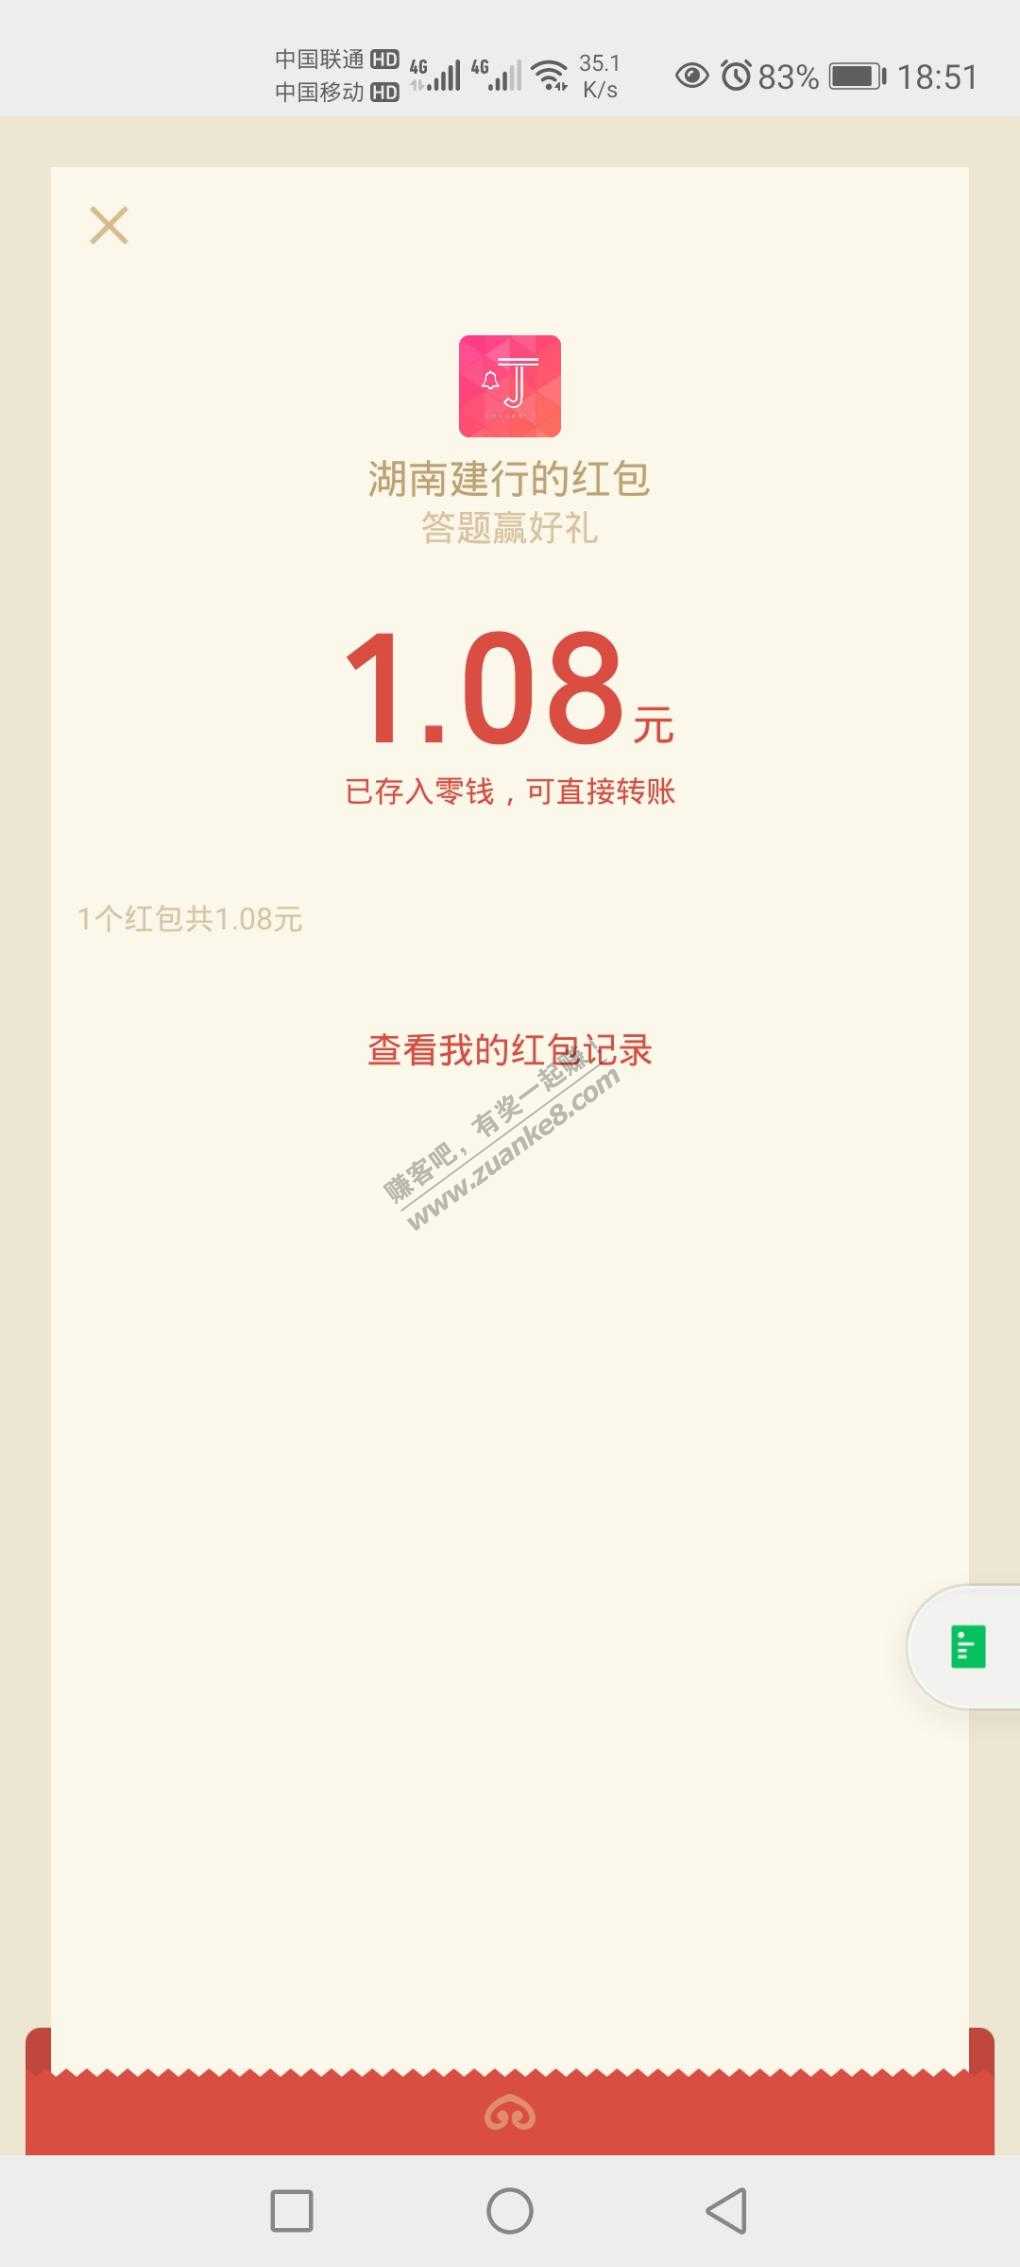 中国联通 HD 4G 4G 35.1 K/s 83% 18:51
中国移动 HD
J
湖南建行的红包
答题赢好礼
1.08元
已存入零钱，可直接转账
1个红包共1.08元
查看我的红包记录
赚客吧，有奖一起赚！
www.zuanke8.com